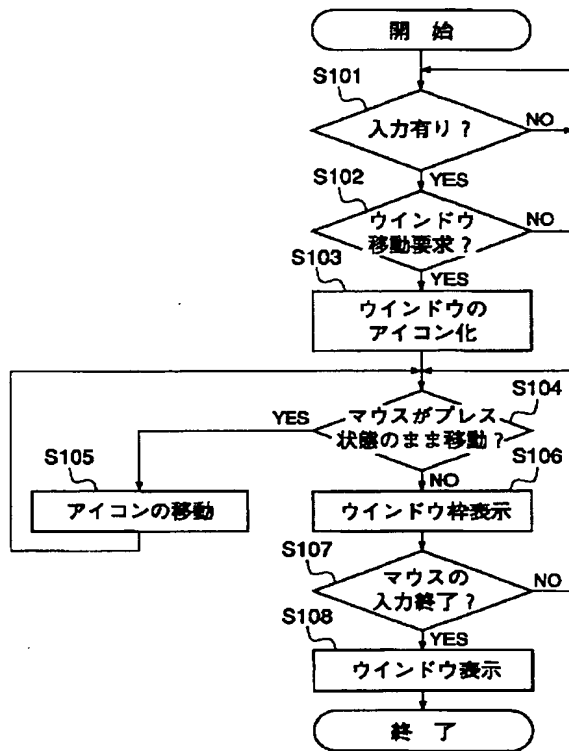 開 始
S101
入力有り？
NO
YES
S102
ウインドウ
移動要求？
NO
YES
S103
ウインドウの
アイコン化
S104
マウスがプレス
状態のまま移動？
YES
NO
S105
アイコンの移動
S106
ウインドウ枠表示
S107
マウスの
入力終了？
NO
YES
S108
ウインドウ表示
終 了